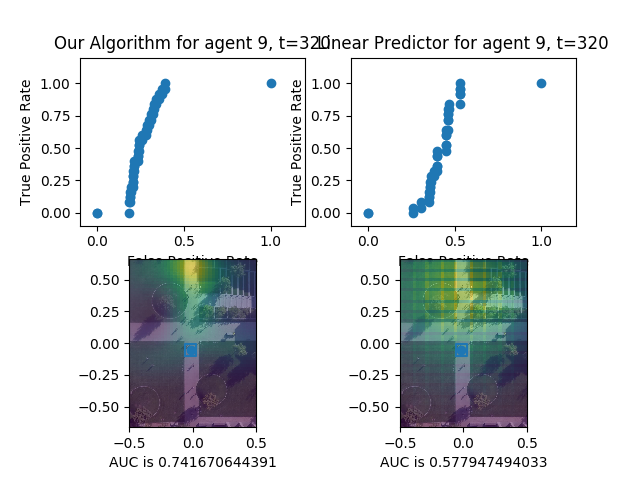 Our Algorithm for agent 9, t=320
Linear Predictor for agent 9, t=320
True Positive Rate
1.00
0.75
0.50
0.25
0.00
0.0 0.5 1.0
False Positive Rate
True Positive Rate
1.00
0.75
0.50
0.25
0.00
0.0 0.5 1.0
False Positive Rate
0.50
0.25
0.00
−0.25
−0.50
−0.5 0.0 0.5
AUC is 0.741670644391
0.50
0.25
0.00
−0.25
−0.50
−0.5 0.0 0.5
AUC is 0.577947494033